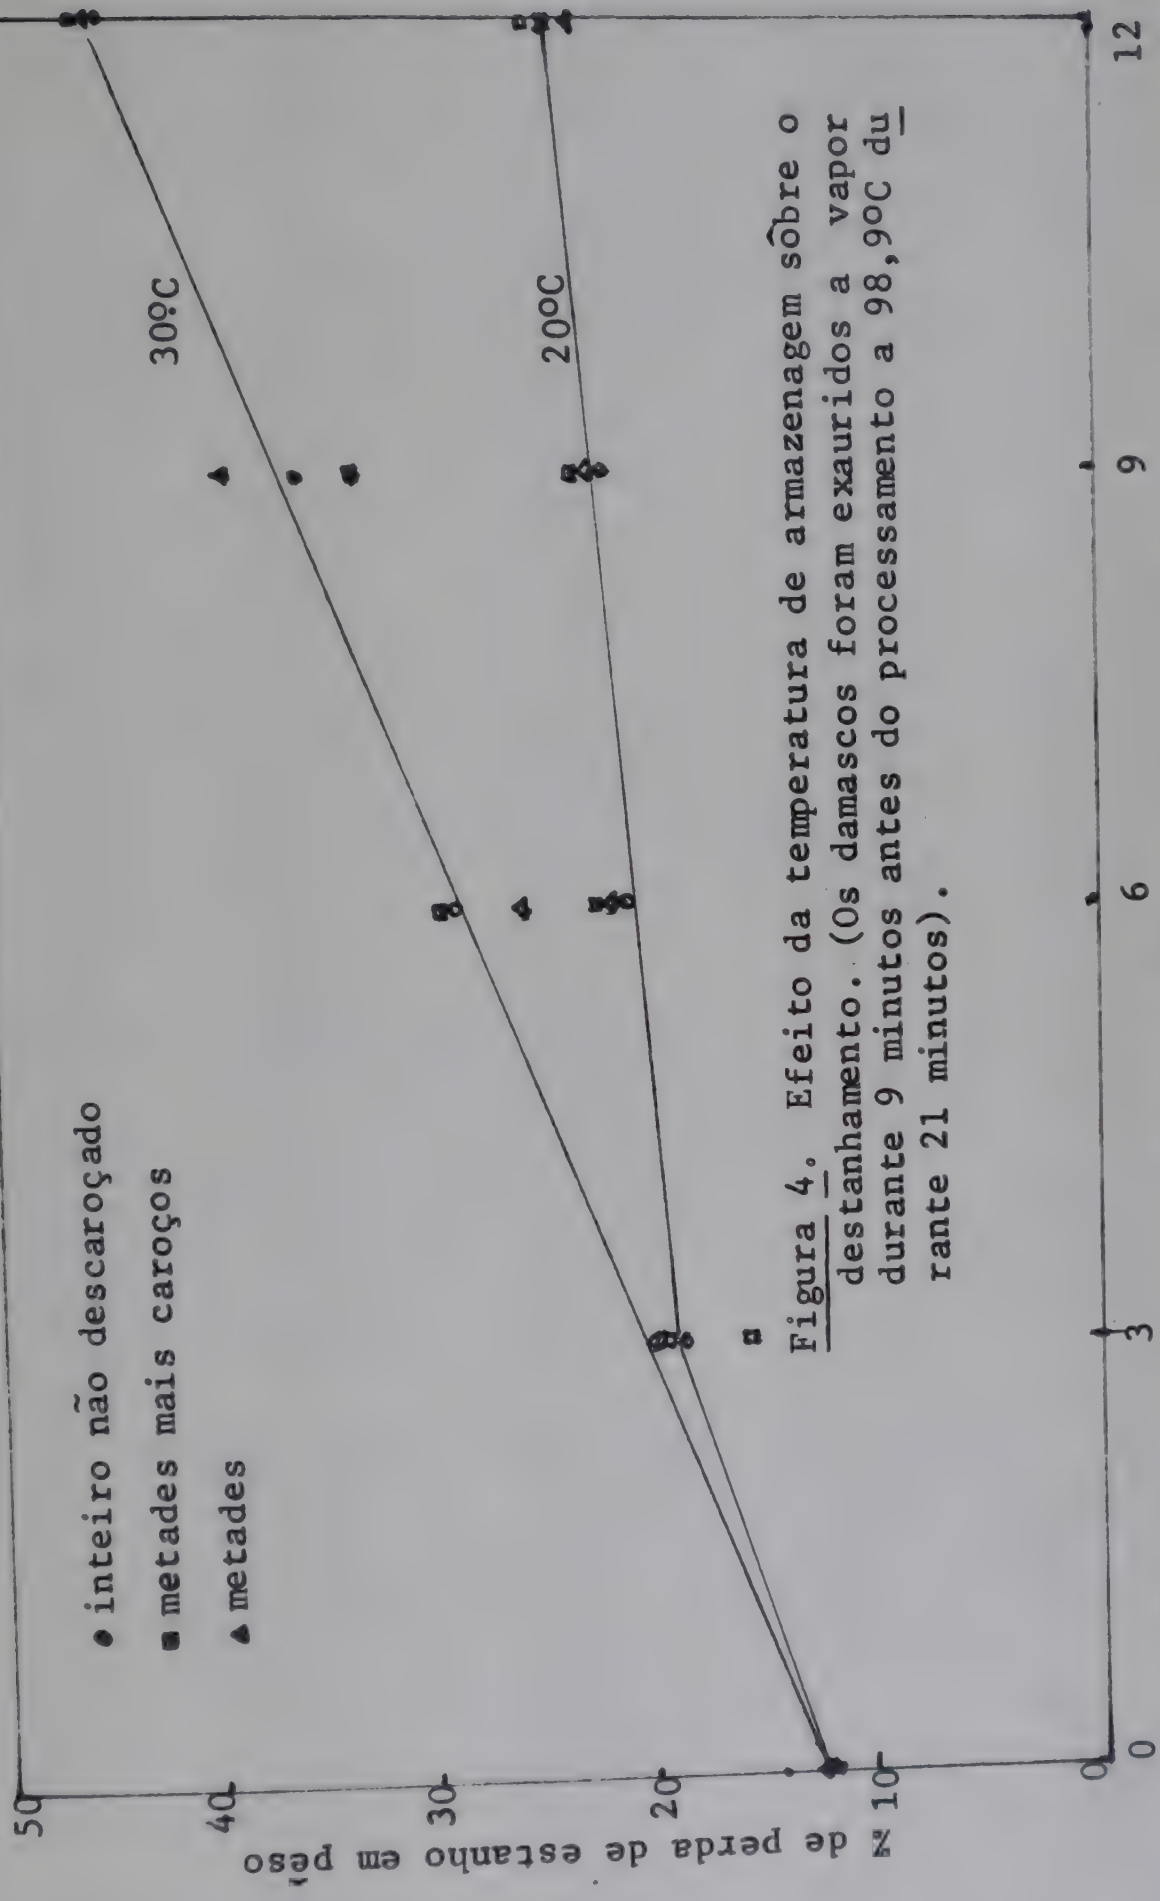 % de perda de estanho em pêso
50
40
30
20
10
0
• inteiro não descaroçado
■ metades mais caroços
▲ metades
30ºC
20ºC
Figura 4. Efeito da temperatura de armazenagem sôbre o
destanhamento. (Os damascos foram exauridos a vapor
durante 9 minutos antes do processamento a 98,9ºC du
rante 21 minutos).
0
3
6
9
12